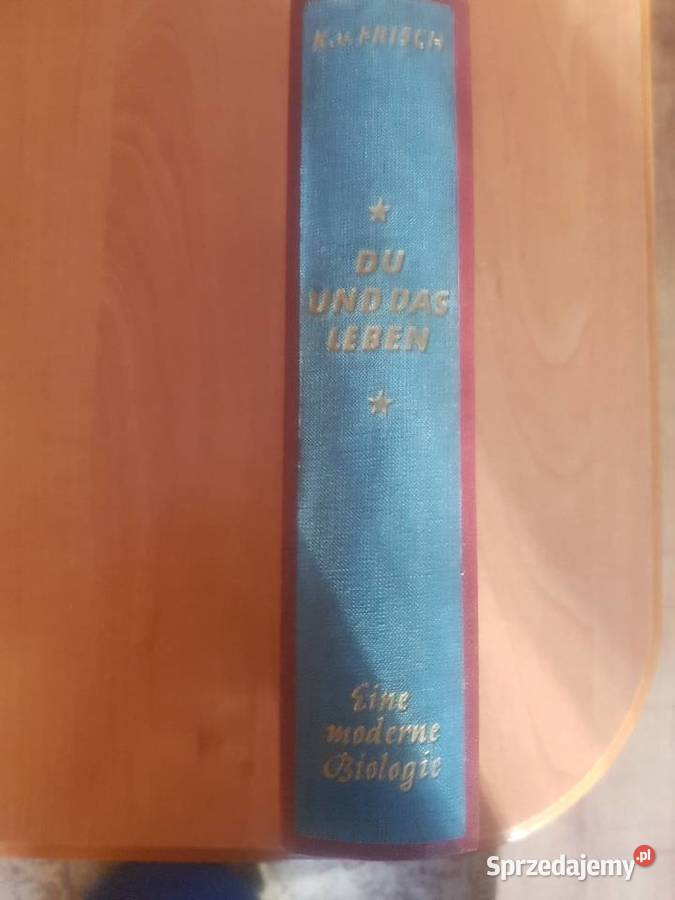 K.v. FRISCH
DU
UND DAS
LEBEN
Eine
moderne
Biologie
Sprzedajemy.pl